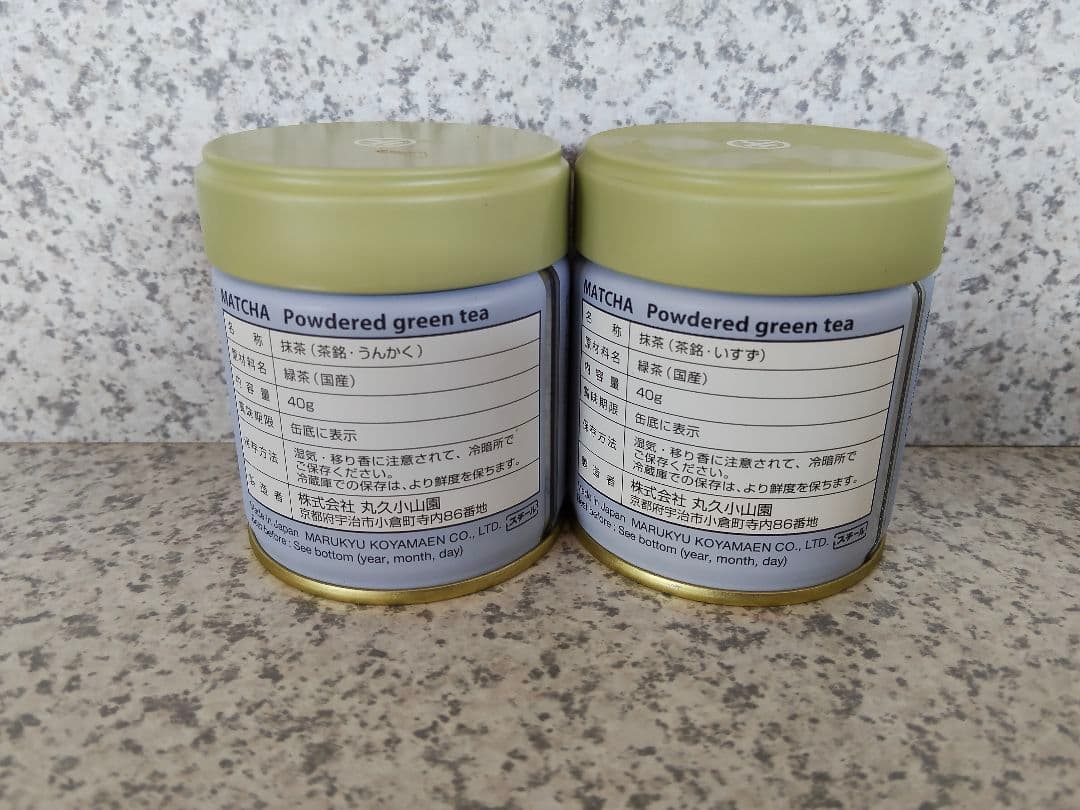 MATCHA Powdered green tea
名称 抹茶(茶銘・うんかく)
原材料名 緑茶(国産)
内容量 40g
賞味期限 缶底に表示
保存方法 湿気・移り香に注意されて、冷暗所で
ご保存ください。
冷蔵庫での保存は、より鮮度を保ちます。
製造者 株式会社 丸久小山園
京都府宇治市小倉町寺内86番地
Made in Japan MARUKYU KOYAMAEN CO., LTD. スチール
Best before : See bottom (year, month, day)
MATCHA Powdered green tea
名称 抹茶(茶銘・いすず)
原材料名 緑茶(国産)
内容量 40g
賞味期限 缶底に表示
保存方法 湿気・移り香に注意されて、冷暗所で
ご保存ください。
冷蔵庫での保存は、より鮮度を保ちます。
製造者 株式会社 丸久小山園
京都府宇治市小倉町寺内86番地
Made in Japan MARUKYU KOYAMAEN CO., LTD. スチール
Best before : See bottom (year, month, day)